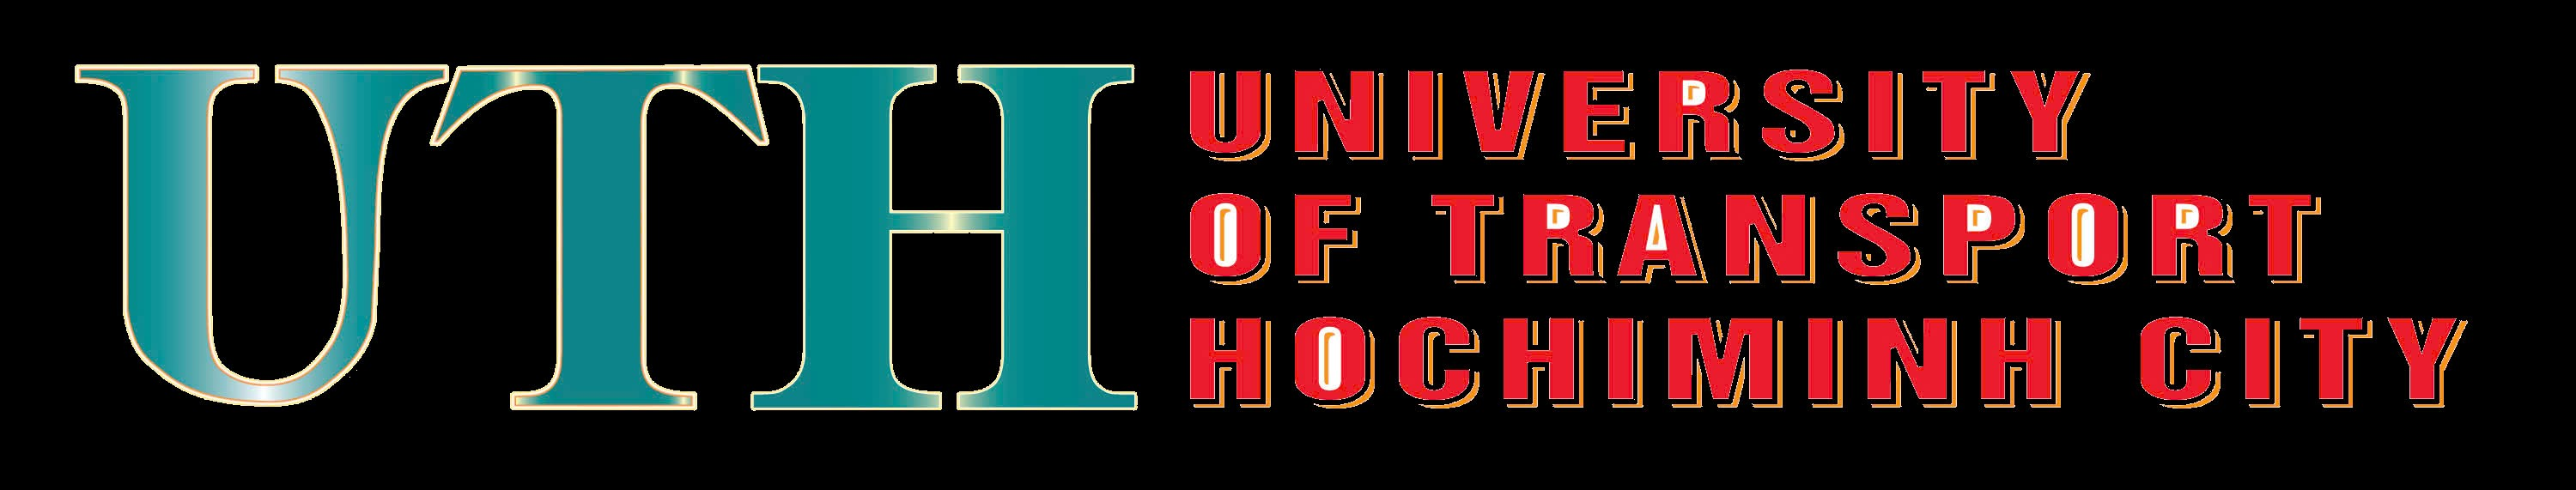 UTH
UNIVERSITY
OF TRANSPORT
HOCHIMINH CITY